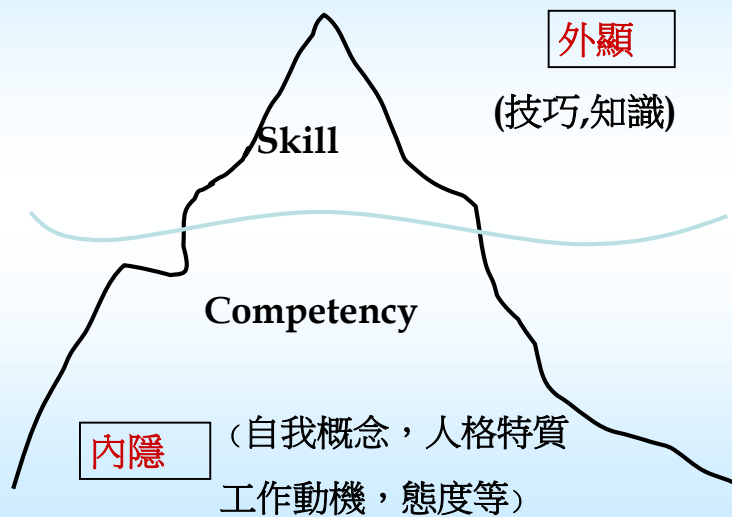 外顯
(技巧,知識)
Skill
Competency
內隱
（自我概念，人格特質
工作動機，態度等）